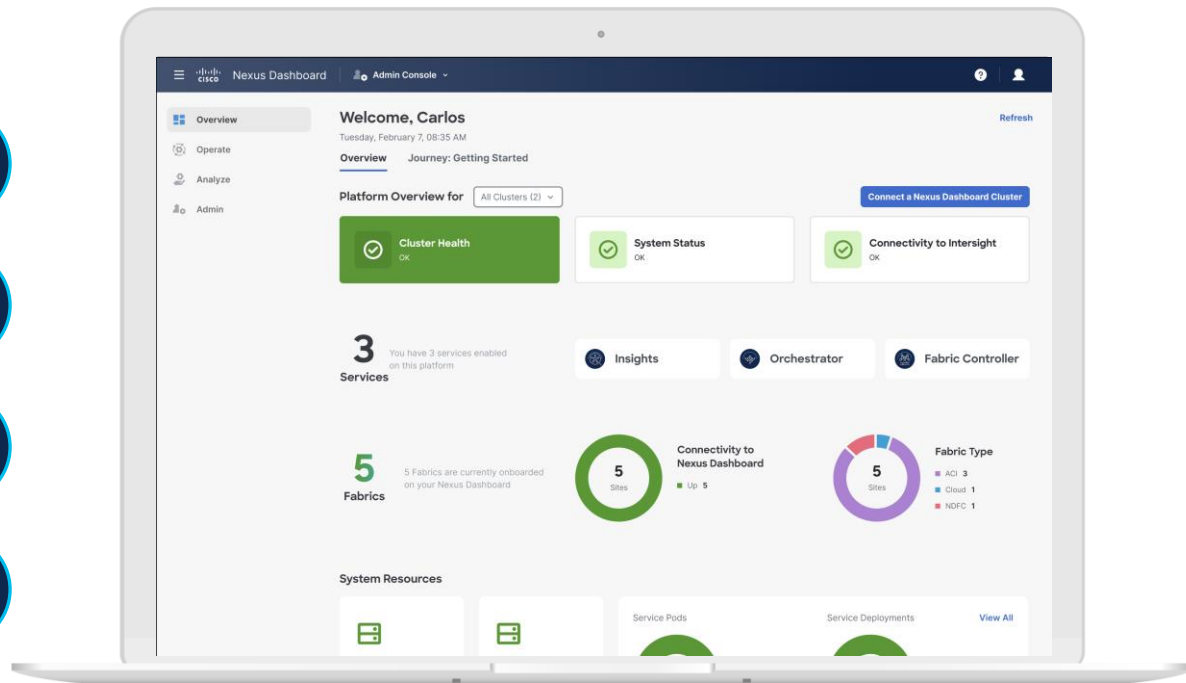 cisco Nexus Dashboard Admin Console
Overview
Operate
Analyze
Admin
Welcome, Carlos
Refresh
Tuesday, February 7, 08:35 AM
Overview Journey: Getting Started
Platform Overview for All Clusters (2) Connect a Nexus Dashboard Cluster
Cluster Health
OK
System Status
OK
Connectivity to Intersight
OK
3
Services
You have 3 services enabled
on this platform
Insights
Orchestrator
Fabric Controller
5
Fabrics
5 Fabrics are currently onboarded
on your Nexus Dashboard
5
Sites
Connectivity to
Nexus Dashboard
Up 5
5
Sites
Fabric Type
ACI 3
Cloud 1
NDFC 1
System Resources
Service Pods
Service Deployments
View All